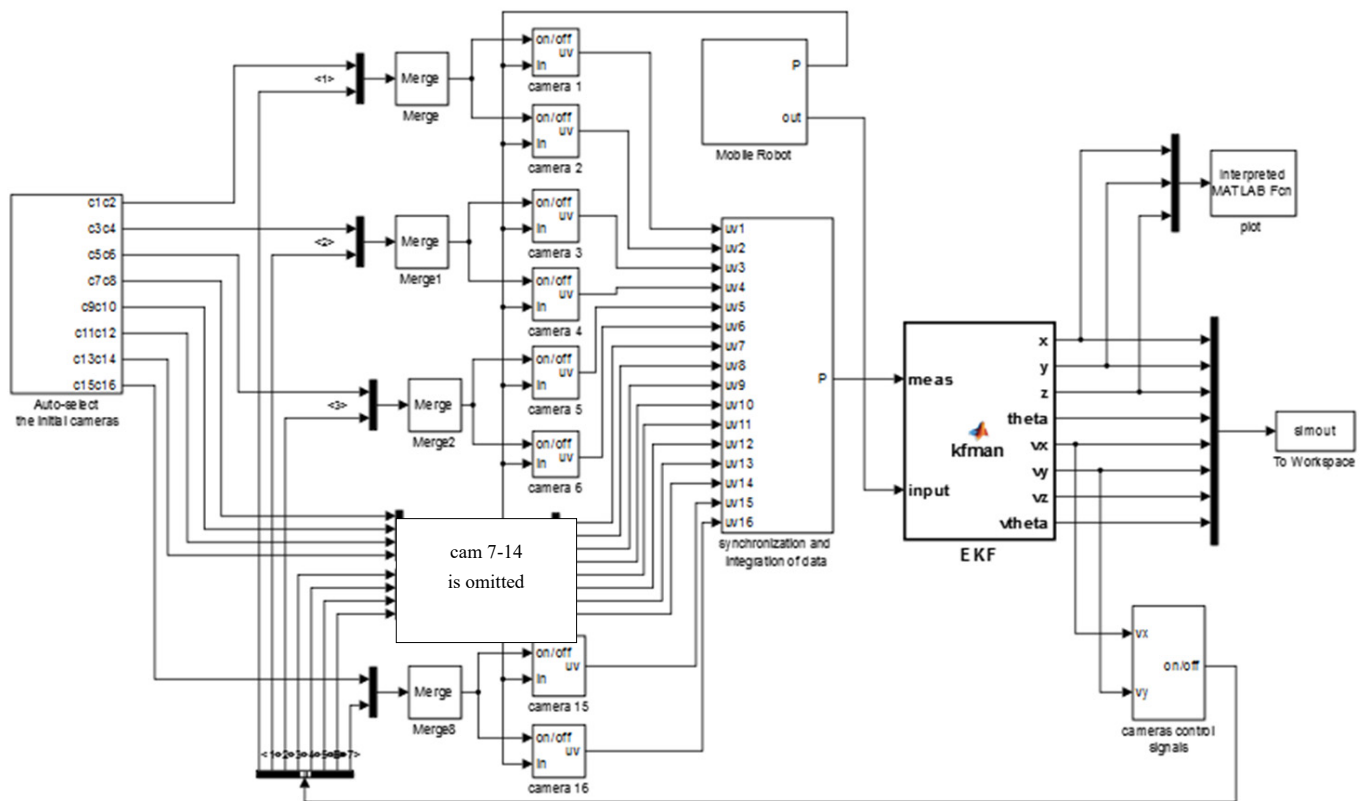 c1c2
c3c4
c5c6
c7c8
c9c10
c11c12
c13c14
c15c16
Auto-select
the initial cameras
<1>
Merge
Merge
<2>
Merge
Merge1
<3>
Merge
Merge2
Merge
Merge8
on/off
uv
In
camera 1
on/off
uv
In
camera 2
on/off
uv
In
camera 3
on/off
uv
In
camera 4
on/off
uv
In
camera 5
on/off
uv
In
camera 6
cam 7-14
is omitted
on/off
uv
In
camera 15
on/off
uv
In
camera 16
P
out
Mobile Robot
uv1
uv2
uv3
uv4
uv5
uv6
uv7
uv8
uv9
uv10
uv11
uv12
uv13
uv14
uv15
uv16
P
synchronization and
integration of data
meas
input
kfman
x
y
z
theta
vx
vy
vz
vtheta
EKF
Interpreted
MATLAB Fcn
plot
simout
To Workspace
vx
vy
on/off
cameras control
signals